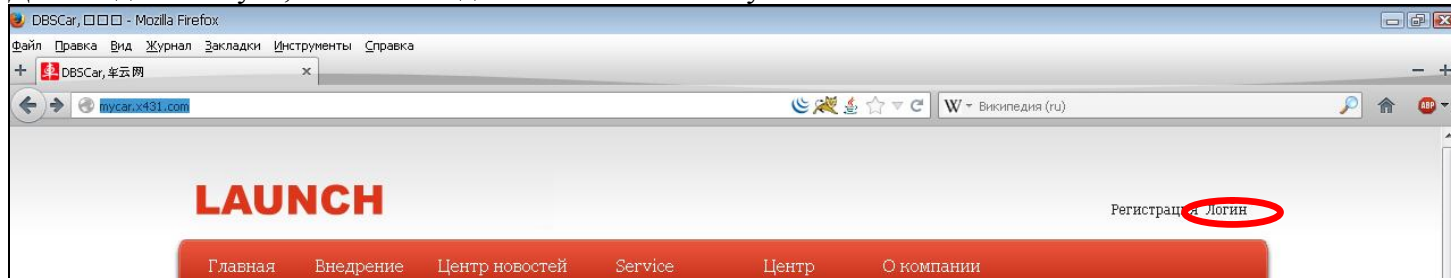 DBSCar, □□□ - Mozilla Firefox
Файл Правка Вид Журнал Закладки Инструменты Справка
DBSCar, 车云网
mycar.x431.com
W Википедия (ru)
ABP
LAUNCH
Регистрация Логин
Главная Внедрение Центр новостей Service Центр О компании